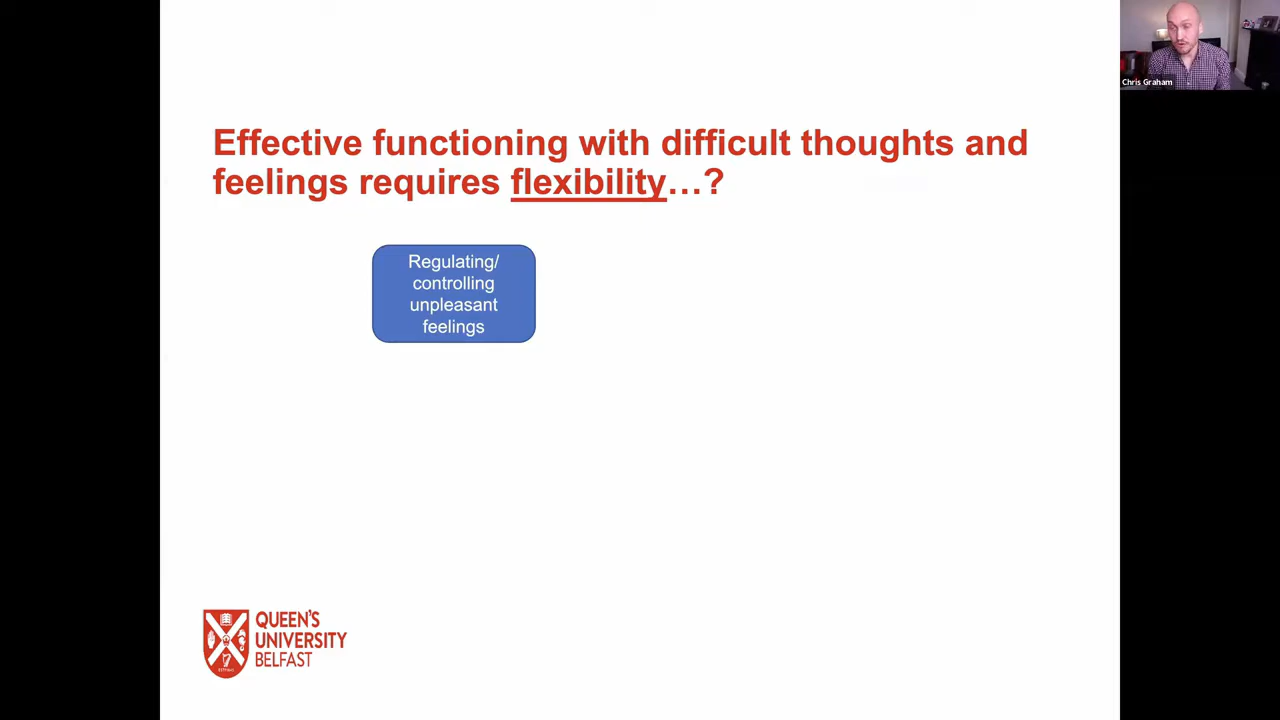 Chris Graham
Effective functioning with difficult thoughts and
feelings requires flexibility…?
Regulating/
controlling
unpleasant
feelings
QUEEN'S
UNIVERSITY
BELFAST